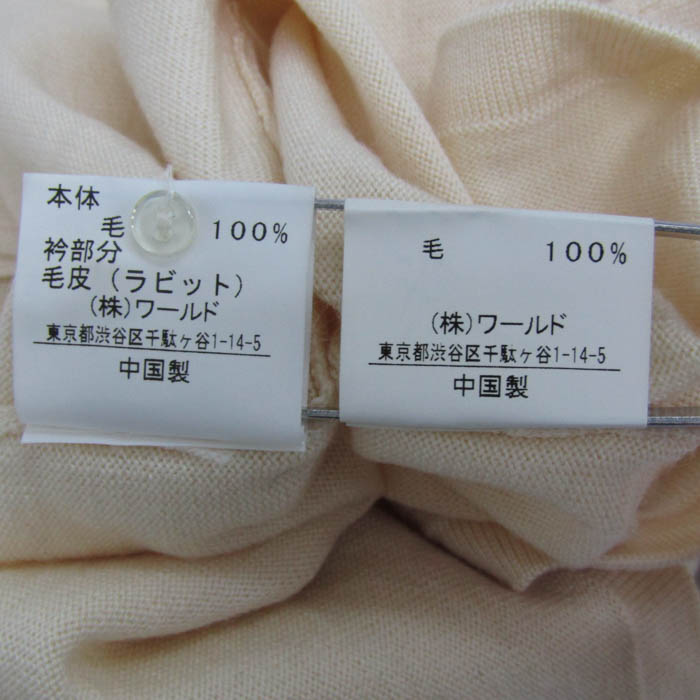 本体
毛 100%
衿部分
毛皮（ラビット）
(株)ワールド
東京都渋谷区千駄ヶ谷1-14-5
中国製
毛 100%
(株)ワールド
東京都渋谷区千駄ヶ谷1-14-5
中国製